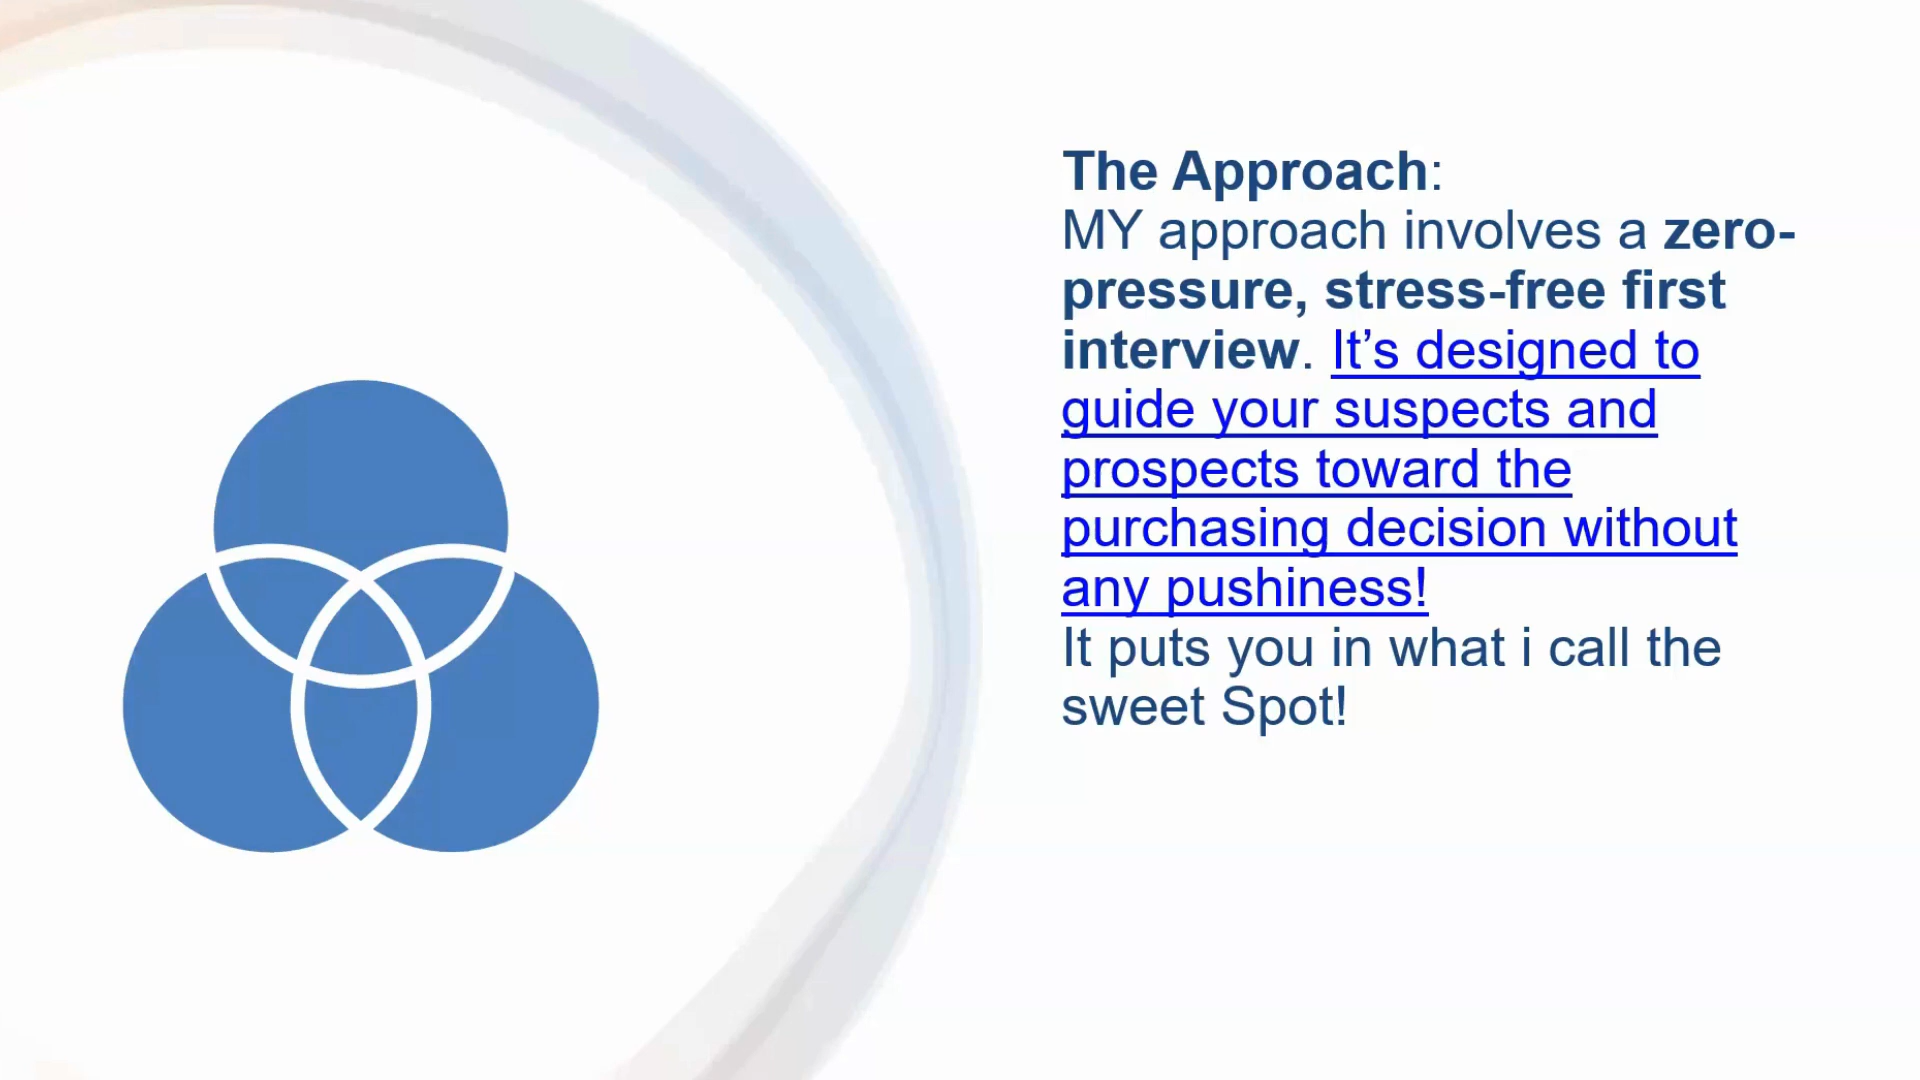 The Approach:
MY approach involves a zero-
pressure, stress-free first
interview. It’s designed to
guide your suspects and
prospects toward the
purchasing decision without
any pushiness!
It puts you in what i call the
sweet Spot!